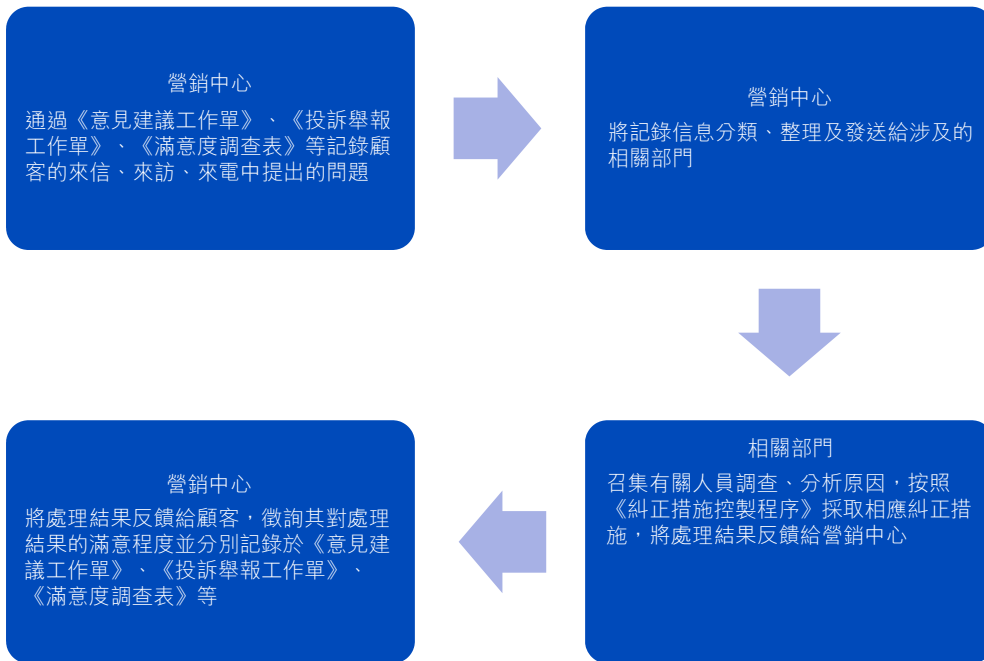 營銷中心
通過《意見建議工作單》、《投訴舉報
工作單》、《滿意度調查表》等記錄顧
客的來信、來訪、來電中提出的問題
營銷中心
將記錄信息分類、整理及發送給涉及的
相關部門
相關部門
召集有關人員調查、分析原因，按照
《糾正措施控製程序》採取相應糾正措
施，將處理結果反饋給營銷中心
營銷中心
將處理結果反饋給顧客，徵詢其對處理
結果的滿意程度並分別記錄於《意見建
議工作單》、《投訴舉報工作單》、
《滿意度調查表》等